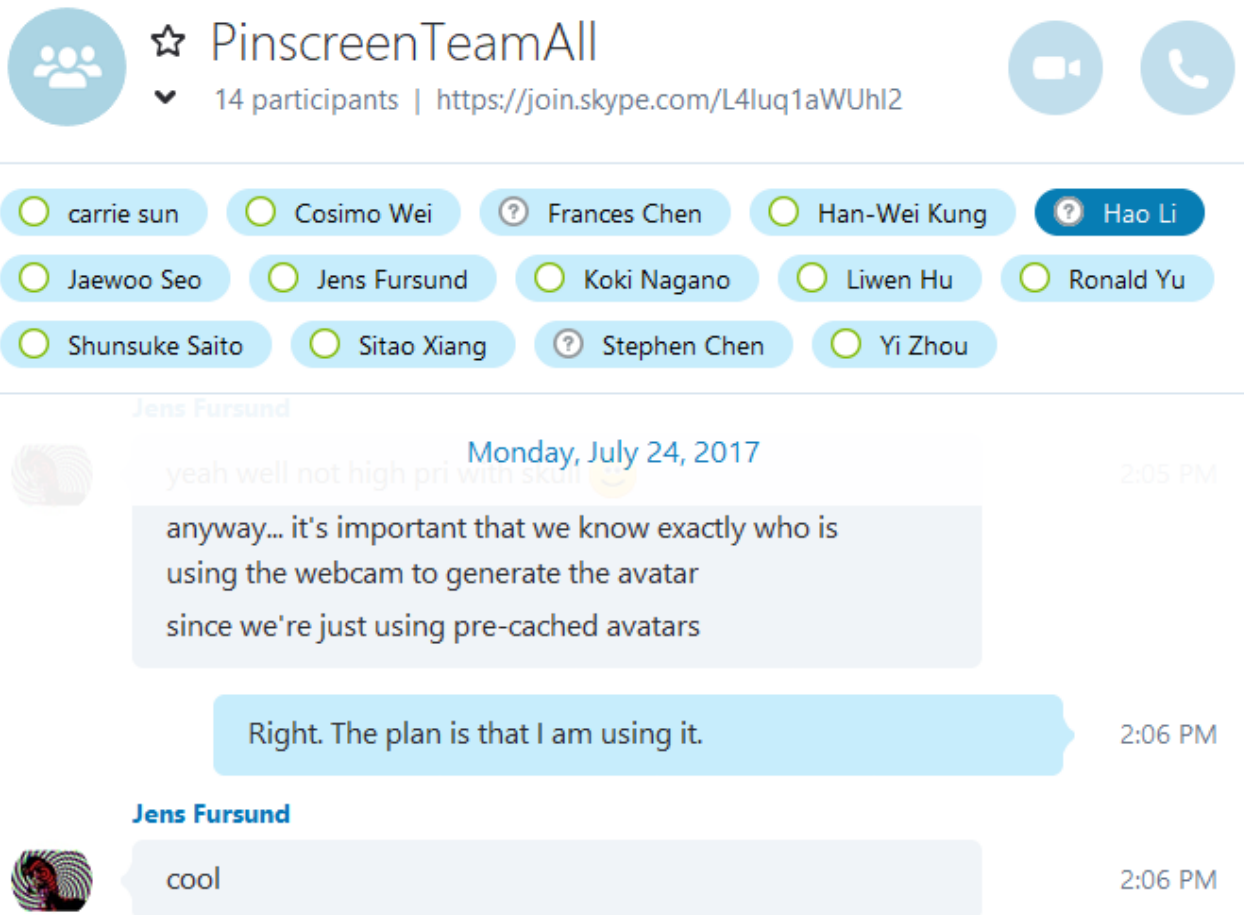 PinscreenTeamAll
14 participants | https://join.skype.com/L4luq1aWUhI2
carrie sun
Cosimo Wei
Frances Chen
Han-Wei Kung
Hao Li
Jaewoo Seo
Jens Fursund
Koki Nagano
Liwen Hu
Ronald Yu
Shunsuke Saito
Sitao Xiang
Stephen Chen
Yi Zhou
Jens Fursund
Monday, July 24, 2017
yeah well not high pri with skull
2:05 PM
anyway... it's important that we know exactly who is
using the webcam to generate the avatar
since we're just using pre-cached avatars
Right. The plan is that I am using it.
2:06 PM
Jens Fursund
cool
2:06 PM